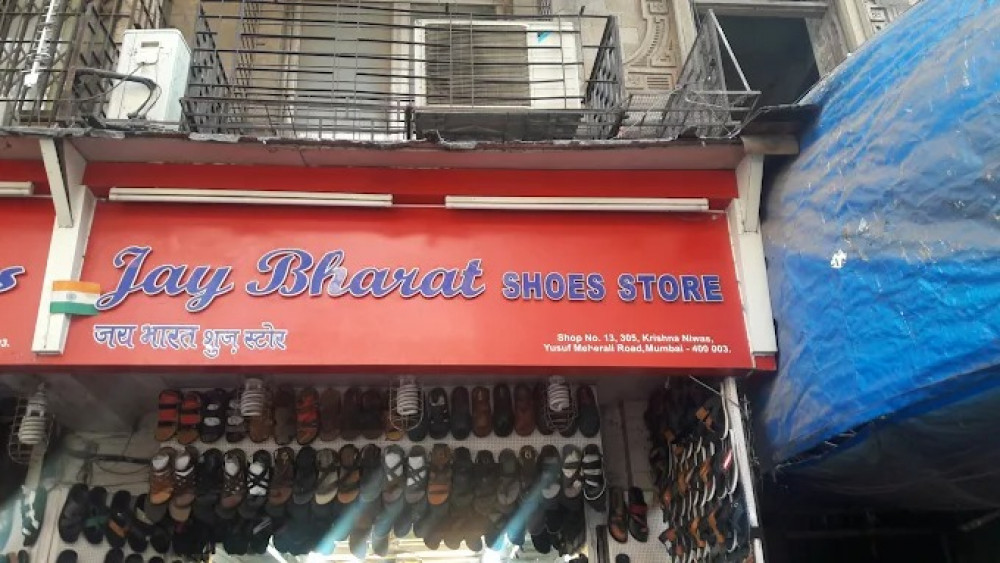 Jay Bharat SHOES STORE
जय भारत शुज़ स्टोर
Shop No. 13, 305, Krishna Niwas,
Yusuf Meherali Road, Mumbai - 400 003.